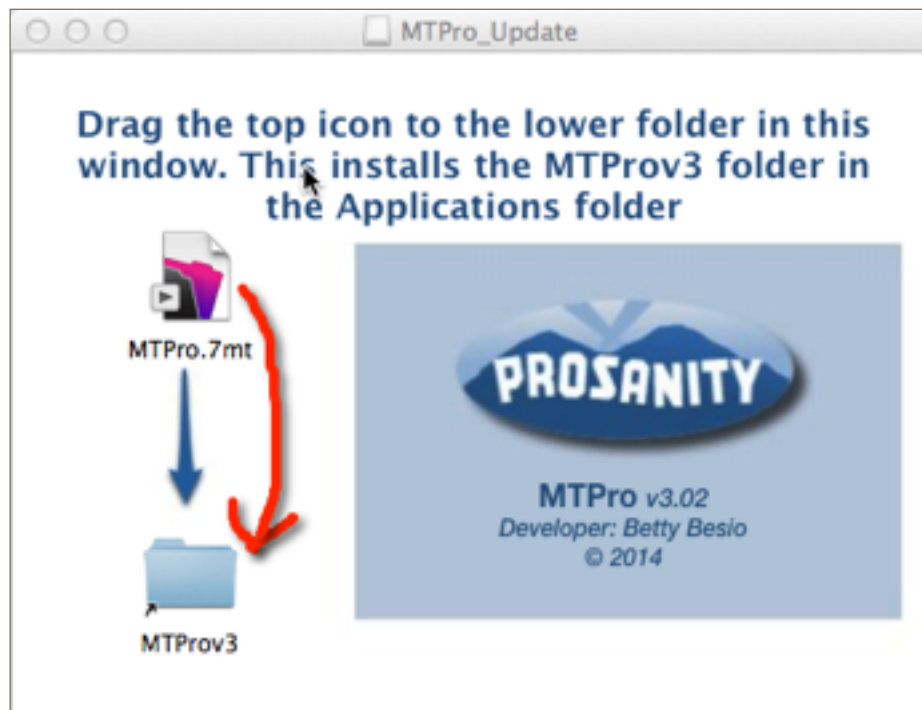 MTPro_Update
Drag the top icon to the lower folder in this
window. This installs the MTProv3 folder in
the Applications folder
MTPro.7mt
PROSANITY
MTPro v3.02
Developer: Betty Besio
© 2014
MTProv3